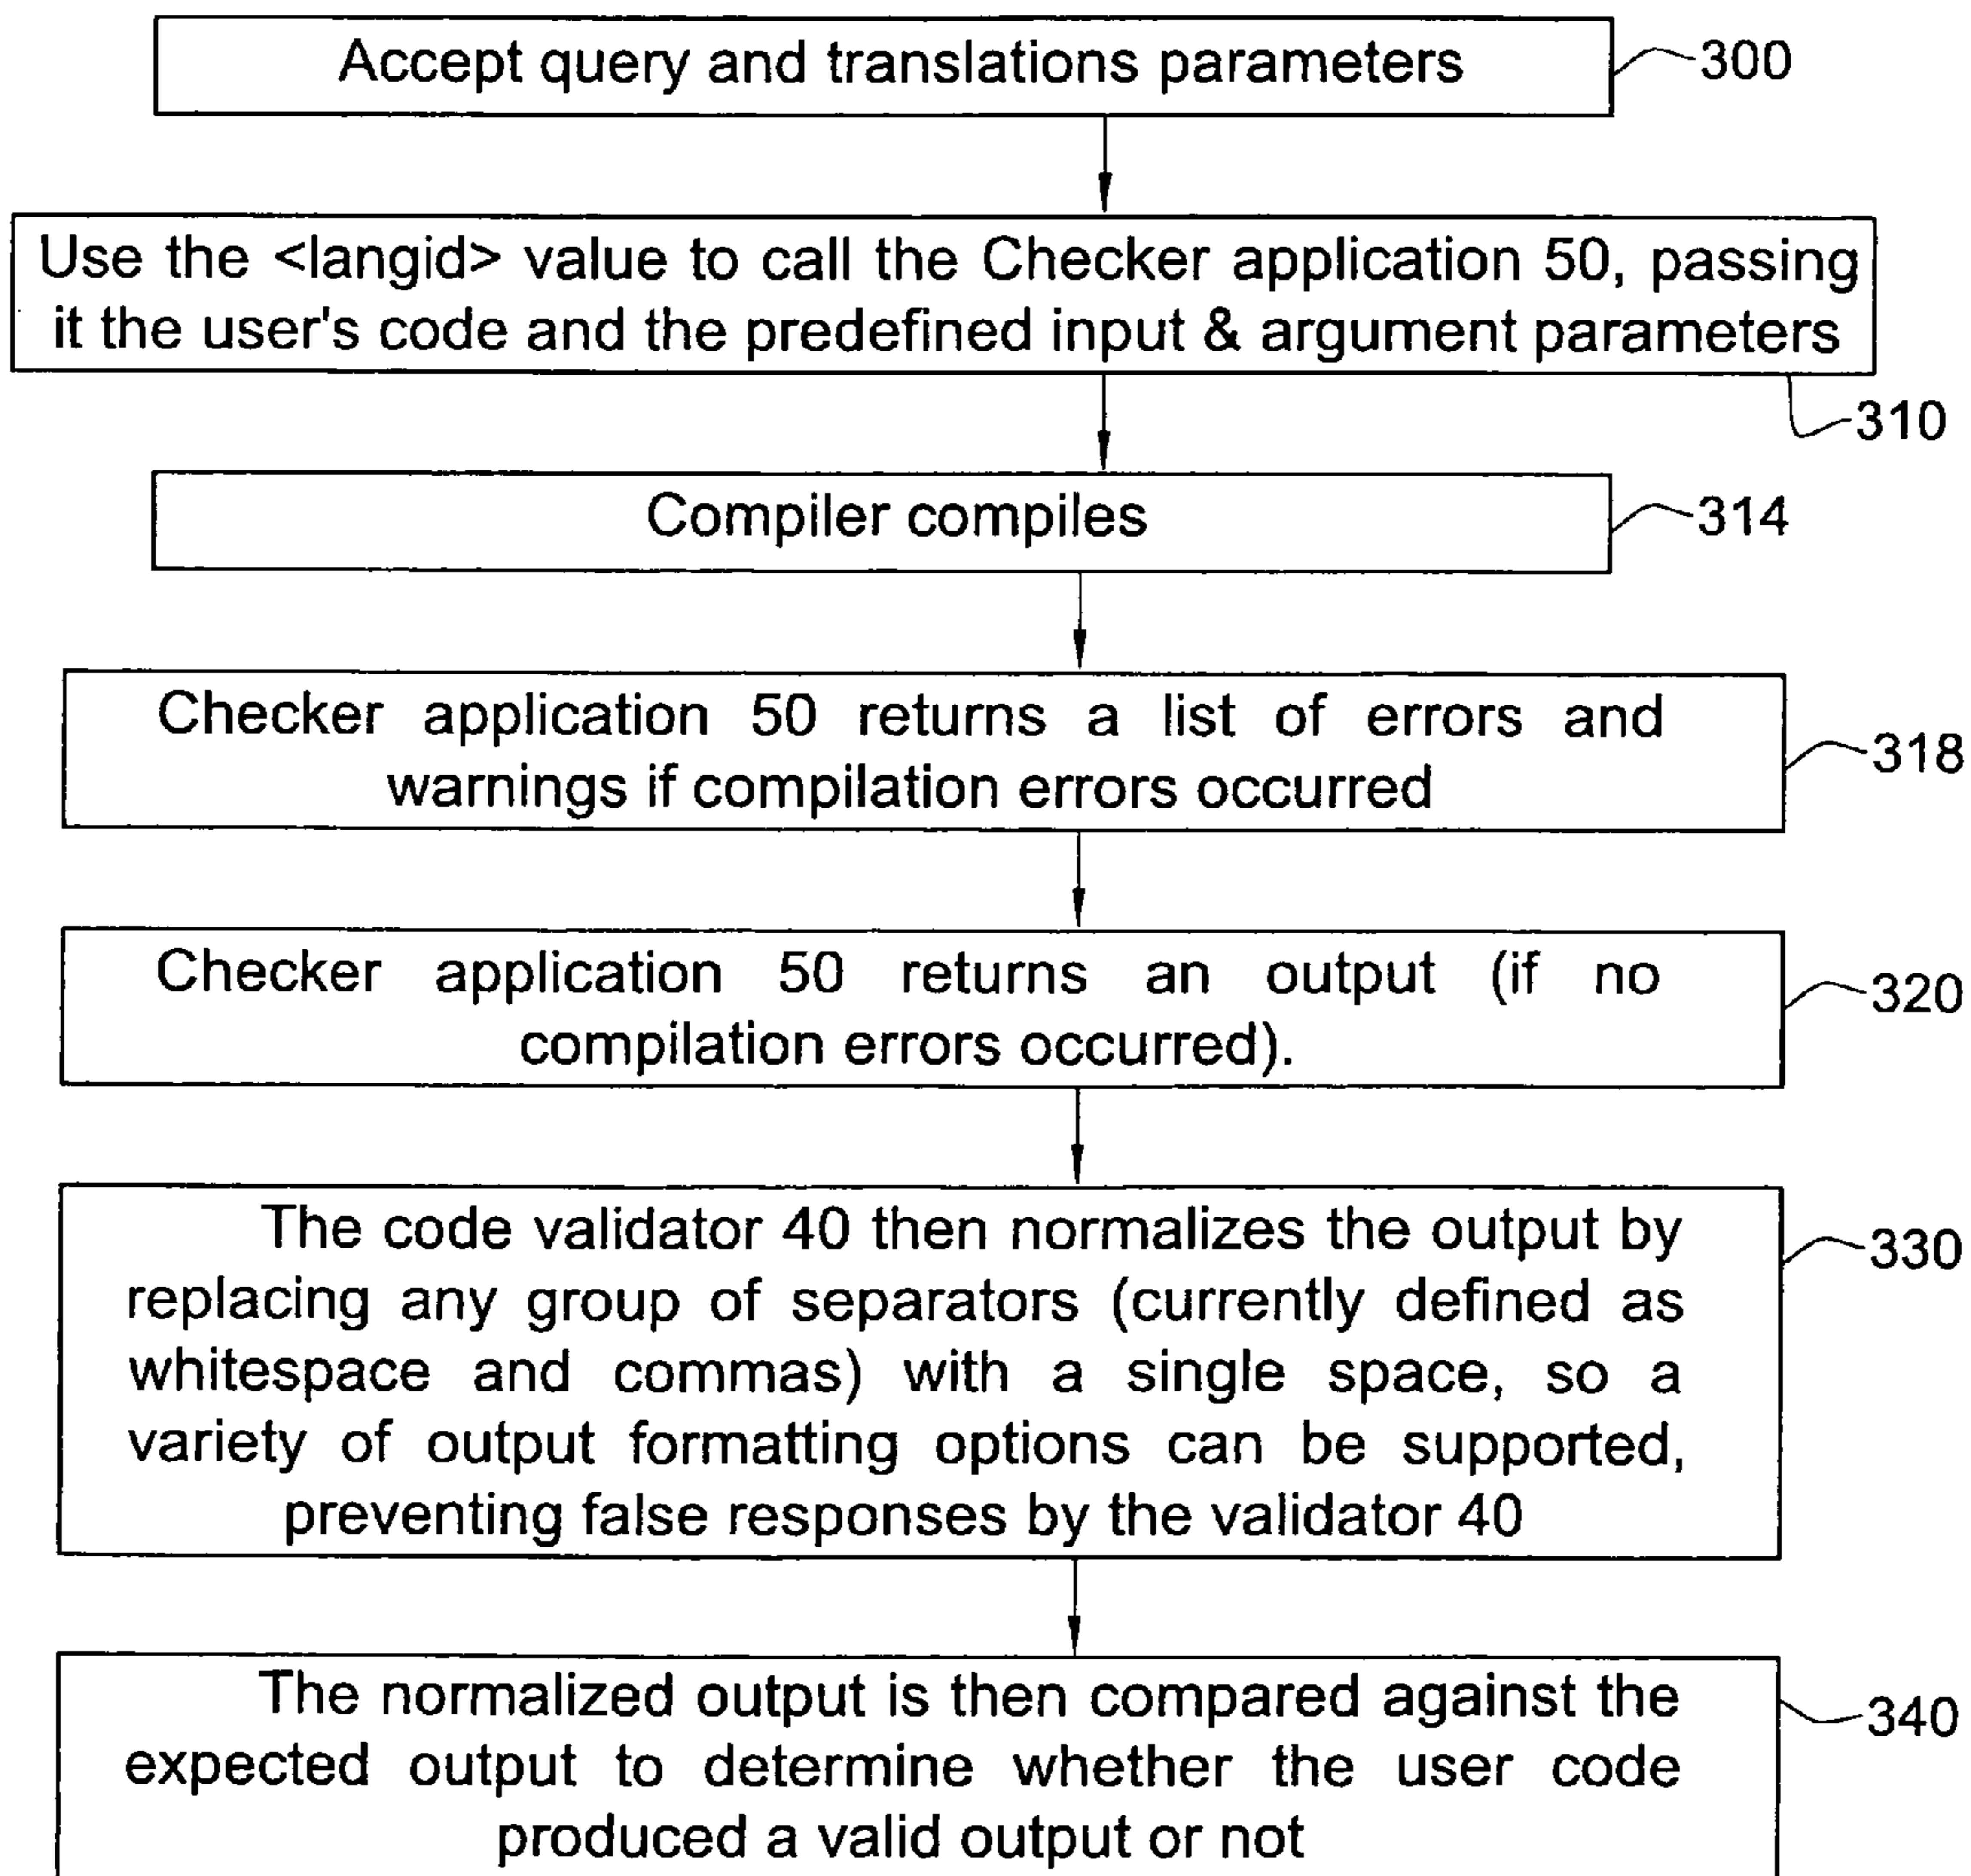 Accept query and translations parameters
300
Use the <langid> value to call the Checker application 50, passing
it the user's code and the predefined input & argument parameters
310
Compiler compiles
314
Checker application 50 returns a list of errors and
warnings if compilation errors occurred
318
Checker application 50 returns an output (if no
compilation errors occurred).
320
The code validator 40 then normalizes the output by
replacing any group of separators (currently defined as
whitespace and commas) with a single space, so a
variety of output formatting options can be supported,
preventing false responses by the validator 40
330
The normalized output is then compared against the
expected output to determine whether the user code
produced a valid output or not
340